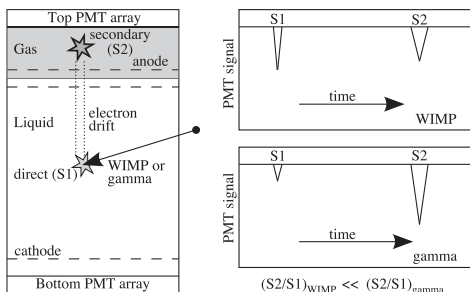 Top PMT array
Gas
secondary
(S2)
anode
Liquid
electron
drift
direct (S1)
WIMP or
gamma
cathode
Bottom PMT array
PMT signal
S1
S2
time
WIMP
PMT signal
S1
S2
time
gamma
(S2/S1)WIMP << (S2/S1)gamma